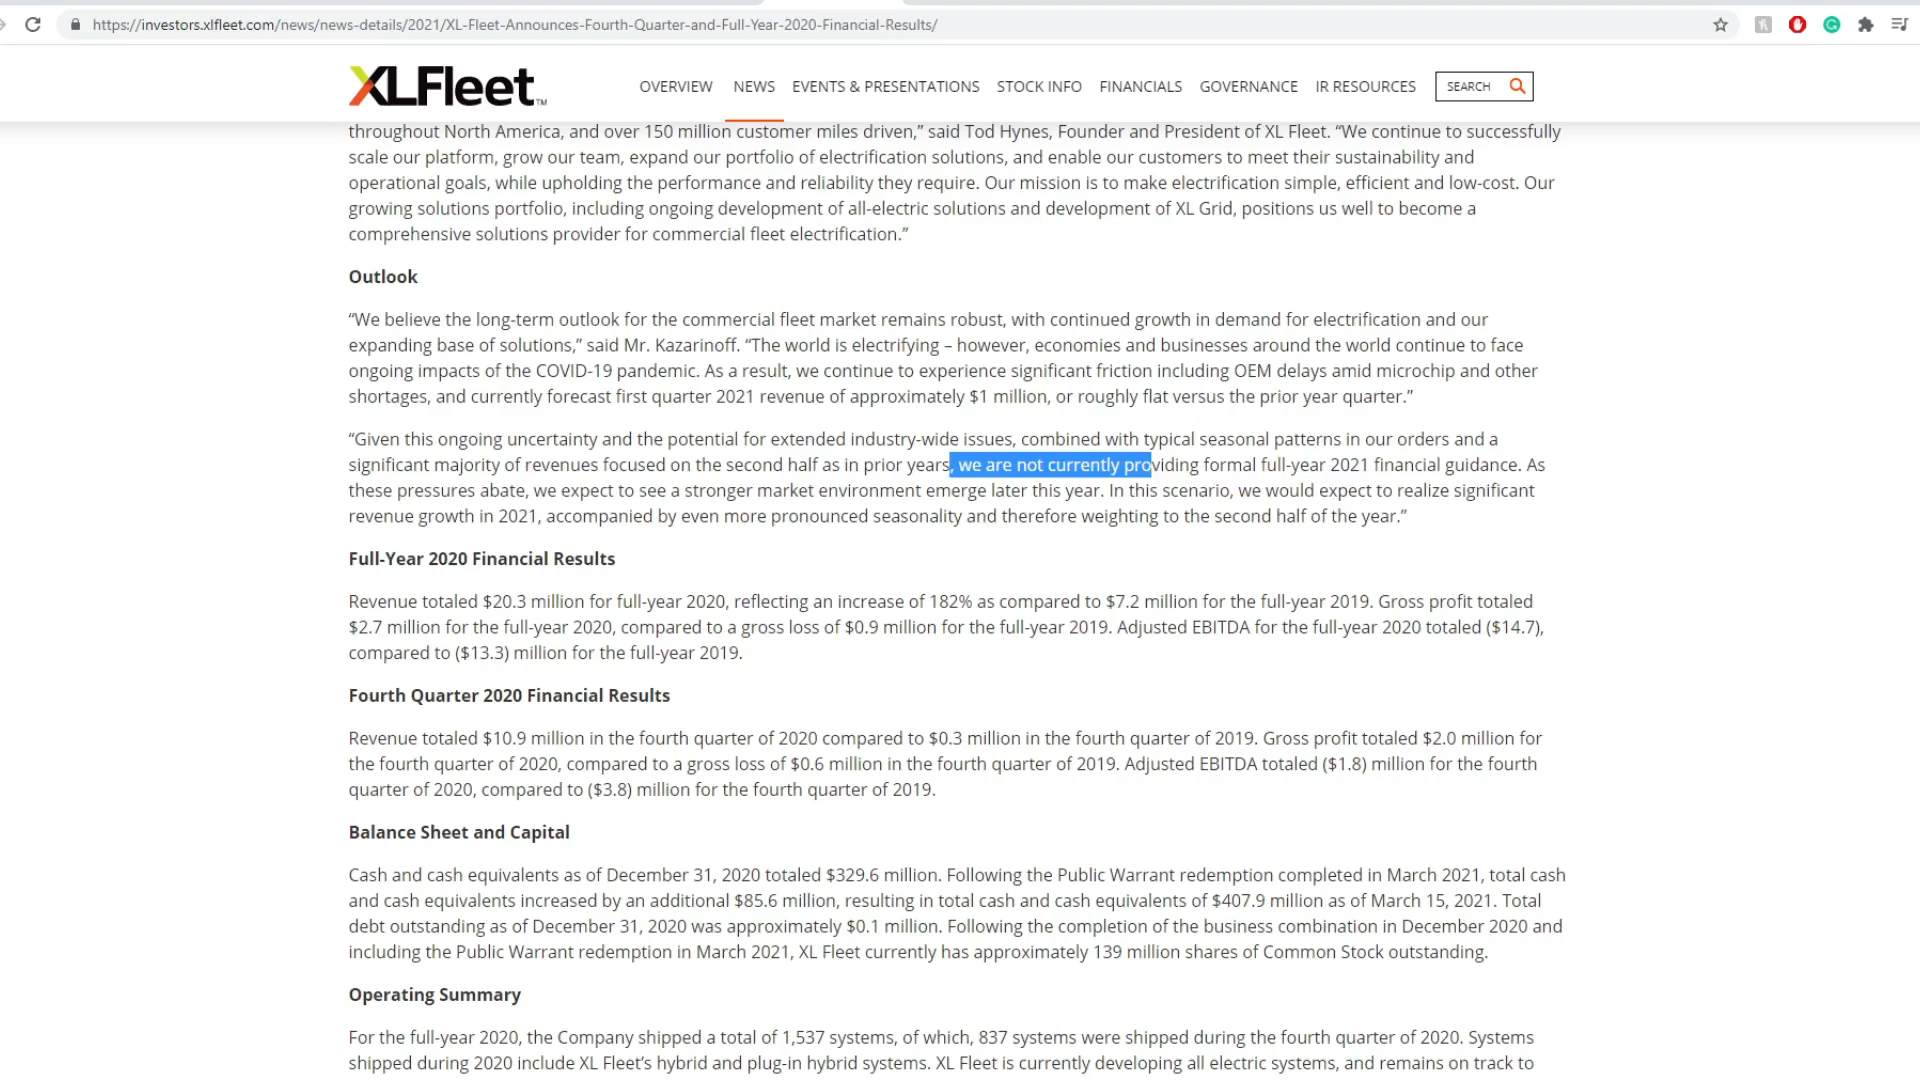 https://investors.xlfleet.com/news/news-details/2021/XL-Fleet-Announces-Fourth-Quarter-and-Full-Year-2020-Financial-Results/
XLFleet™
OVERVIEW NEWS EVENTS & PRESENTATIONS STOCK INFO FINANCIALS GOVERNANCE IR RESOURCES SEARCH
throughout North America, and over 150 million customer miles driven,” said Tod Hynes, Founder and President of XL Fleet. “We continue to successfully
scale our platform, grow our team, expand our portfolio of electrification solutions, and enable our customers to meet their sustainability and
operational goals, while upholding the performance and reliability they require. Our mission is to make electrification simple, efficient and low-cost. Our
growing solutions portfolio, including ongoing development of all-electric solutions and development of XL Grid, positions us well to become a
comprehensive solutions provider for commercial fleet electrification.”
Outlook
“We believe the long-term outlook for the commercial fleet market remains robust, with continued growth in demand for electrification and our
expanding base of solutions,” said Mr. Kazarinoff. “The world is electrifying – however, economies and businesses around the world continue to face
ongoing impacts of the COVID-19 pandemic. As a result, we continue to experience significant friction including OEM delays amid microchip and other
shortages, and currently forecast first quarter 2021 revenue of approximately $1 million, or roughly flat versus the prior year quarter.”
“Given this ongoing uncertainty and the potential for extended industry-wide issues, combined with typical seasonal patterns in our orders and a
significant majority of revenues focused on the second half as in prior years, we are not currently providing formal full-year 2021 financial guidance. As
these pressures abate, we expect to see a stronger market environment emerge later this year. In this scenario, we would expect to realize significant
revenue growth in 2021, accompanied by even more pronounced seasonality and therefore weighting to the second half of the year.”
Full-Year 2020 Financial Results
Revenue totaled $20.3 million for full-year 2020, reflecting an increase of 182% as compared to $7.2 million for the full-year 2019. Gross profit totaled
$2.7 million for the full-year 2020, compared to a gross loss of $0.9 million for the full-year 2019. Adjusted EBITDA for the full-year 2020 totaled ($14.7),
compared to ($13.3) million for the full-year 2019.
Fourth Quarter 2020 Financial Results
Revenue totaled $10.9 million in the fourth quarter of 2020 compared to $0.3 million in the fourth quarter of 2019. Gross profit totaled $2.0 million for
the fourth quarter of 2020, compared to a gross loss of $0.6 million in the fourth quarter of 2019. Adjusted EBITDA totaled ($1.8) million for the fourth
quarter of 2020, compared to ($3.8) million for the fourth quarter of 2019.
Balance Sheet and Capital
Cash and cash equivalents as of December 31, 2020 totaled $329.6 million. Following the Public Warrant redemption completed in March 2021, total cash
and cash equivalents increased by an additional $85.6 million, resulting in total cash and cash equivalents of $407.9 million as of March 15, 2021. Total
debt outstanding as of December 31, 2020 was approximately $0.1 million. Following the completion of the business combination in December 2020 and
including the Public Warrant redemption in March 2021, XL Fleet currently has approximately 139 million shares of Common Stock outstanding.
Operating Summary
For the full-year 2020, the Company shipped a total of 1,537 systems, of which, 837 systems were shipped during the fourth quarter of 2020. Systems
shipped during 2020 include XL Fleet’s hybrid and plug-in hybrid systems. XL Fleet is currently developing all electric systems, and remains on track to